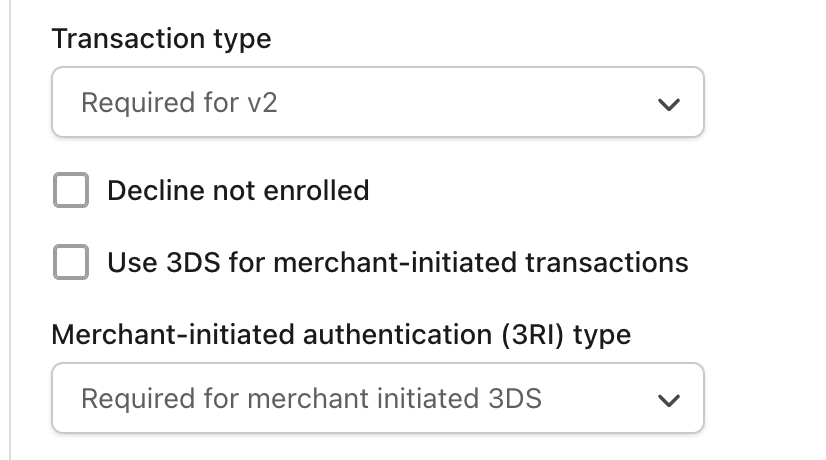 Transaction type
Required for v2
Decline not enrolled
Use 3DS for merchant-initiated transactions
Merchant-initiated authentication (3RI) type
Required for merchant initiated 3DS